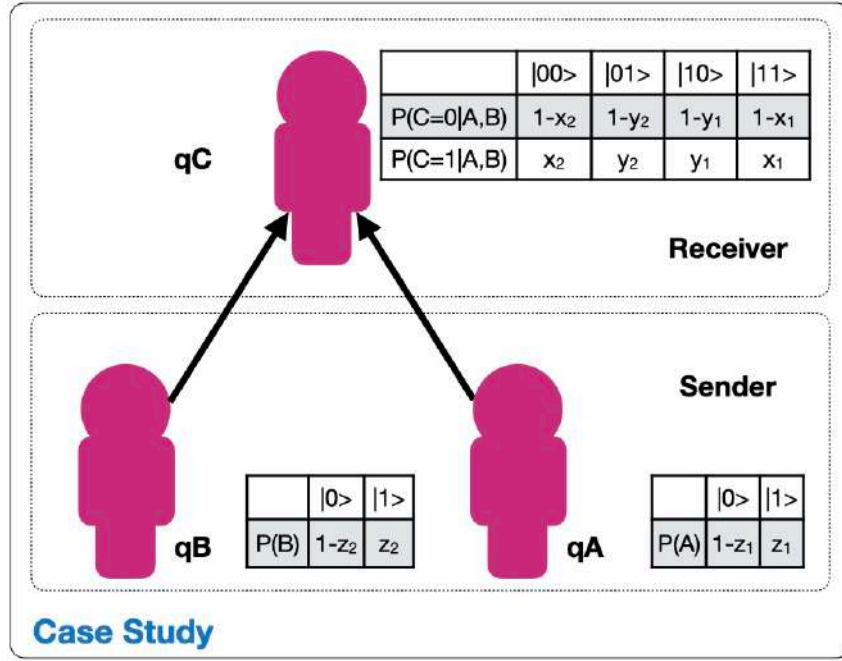 |00> |01> |10> |11>
P(C=0|A,B) 1-x₂ 1-y₂ 1-y₁ 1-x₁
P(C=1|A,B) x₂ y₂ y₁ x₁
qC
Receiver
Sender
|0> |1>
P(B) 1-z₂ z₂
qB
|0> |1>
P(A) 1-z₁ z₁
qA
Case Study